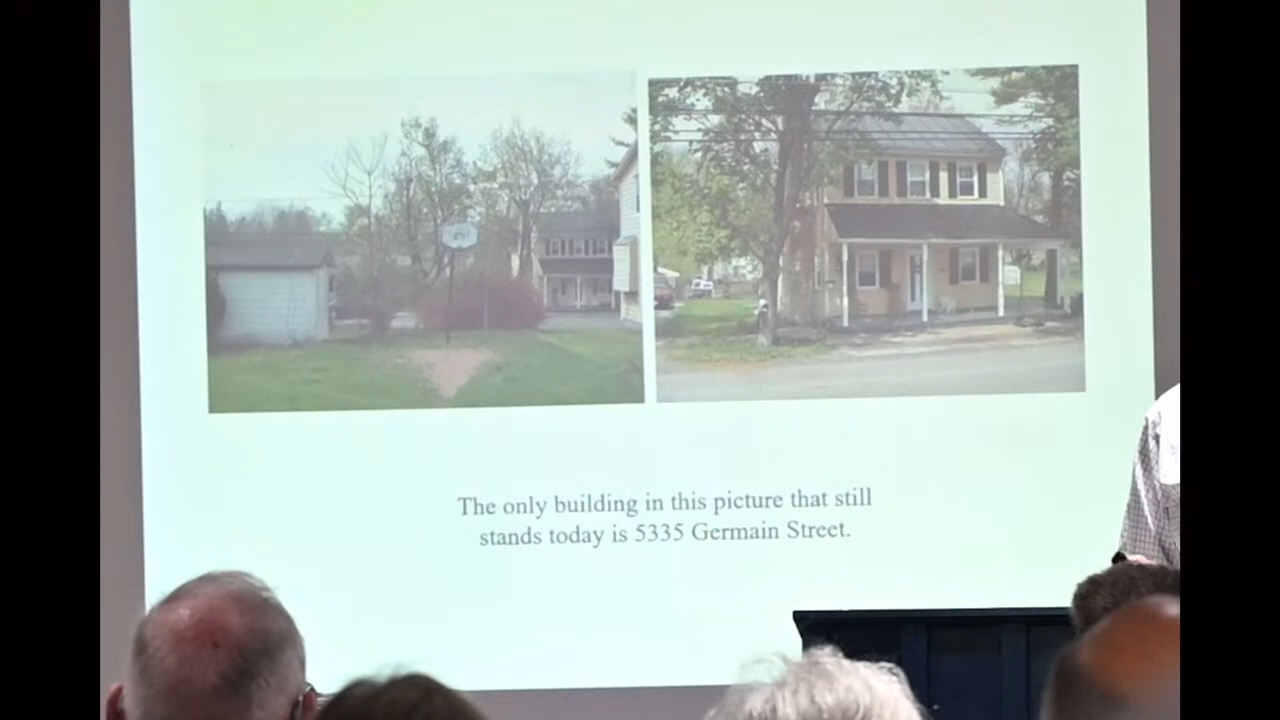 The only building in this picture that still
stands today is 5335 Germain Street.